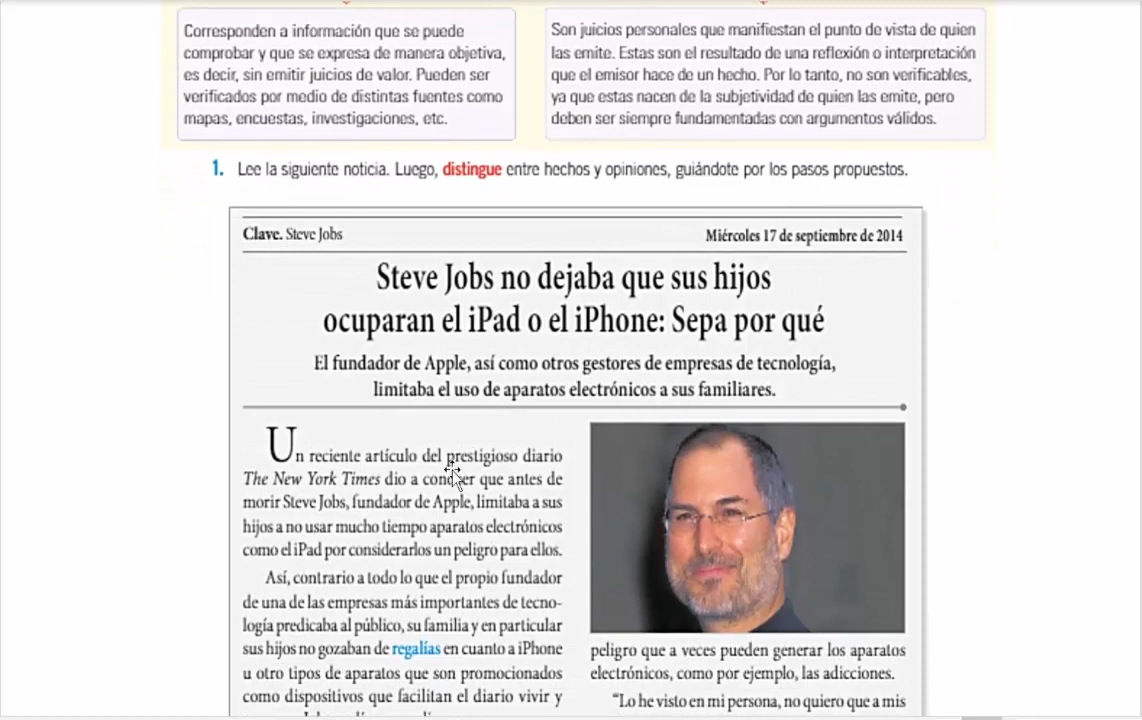 Corresponden a información que se puede
comprobar y que se expresa de manera objetiva,
es decir, sin emitir juicios de valor. Pueden ser
verificados por medio de distintas fuentes como
mapas, encuestas, investigaciones, etc.
Son juicios personales que manifiestan el punto de vista de quien
las emite. Estas son el resultado de una reflexión o interpretación
que el emisor hace de un hecho. Por lo tanto, no son verificables,
ya que estas nacen de la subjetividad de quien las emite, pero
deben ser siempre fundamentadas con argumentos válidos.
1. Lee la siguiente noticia. Luego, distingue entre hechos y opiniones, guiándote por los pasos propuestos.
Clave. Steve Jobs
Miércoles 17 de septiembre de 2014
Steve Jobs no dejaba que sus hijos
ocuparan el iPad o el iPhone: Sepa por qué
El fundador de Apple, así como otros gestores de empresas de tecnología,
limitaba el uso de aparatos electrónicos a sus familiares.
Un reciente artículo del prestigioso diario
The New York Times dio a conocer que antes de
morir Steve Jobs, fundador de Apple, limitaba a sus
hijos a no usar mucho tiempo aparatos electrónicos
como el iPad por considerarlos un peligro para ellos.
Así, contrario a todo lo que el propio fundador
de una de las empresas más importantes de tecno-
logía predicaba al público, su familia y en particular
sus hijos no gozaban de regalías en cuanto a iPhone
u otro tipos de aparatos que son promocionados
como dispositivos que facilitan el diario vivir y
peligro que a veces pueden generar los aparatos
electrónicos, como por ejemplo, las adicciones.
"Lo he visto en mi persona, no quiero que a mis